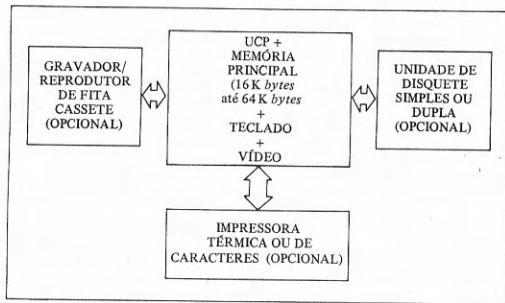 GRAVADOR/
REPRODUTOR
DE FITA
CASSETE
(OPCIONAL)
UCP +
MEMÓRIA
PRINCIPAL
(16 K bytes
até 64 K bytes
+
TECLADO
+
VÍDEO
UNIDADE DE
DISQUETE
SIMPLES OU
DUPLA
(OPCIONAL)
IMPRESSORA
TÉRMICA OU DE
CARACTERES (OPCIONAL)